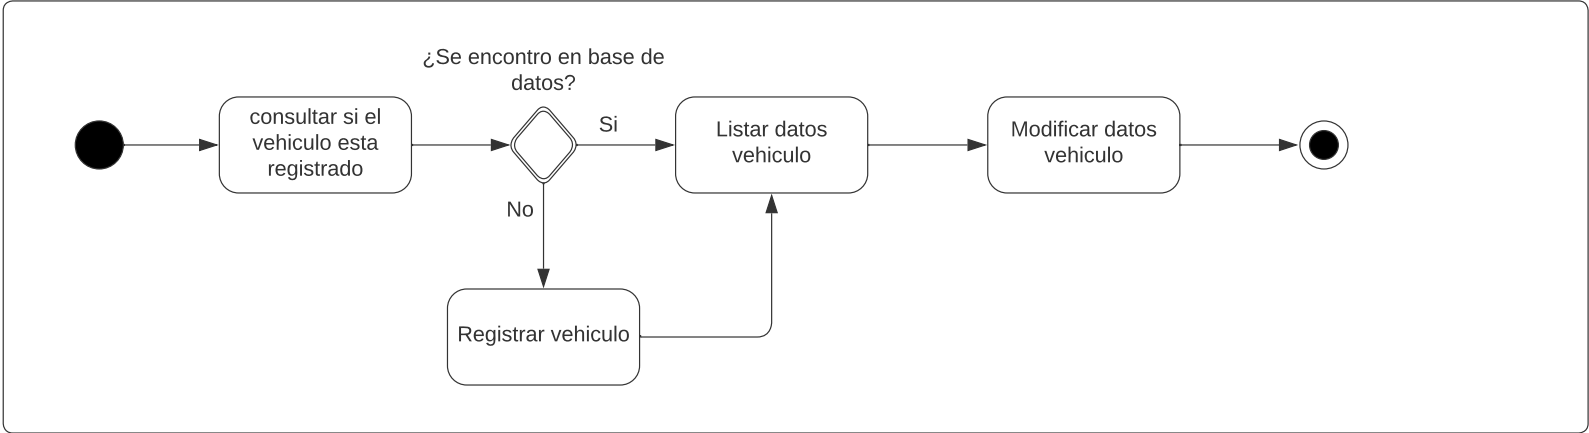 ¿Se encontro en base de
datos?
consultar si el
vehiculo esta
registrado
Si
Listar datos
vehiculo
Modificar datos
vehiculo
No
Registrar vehiculo